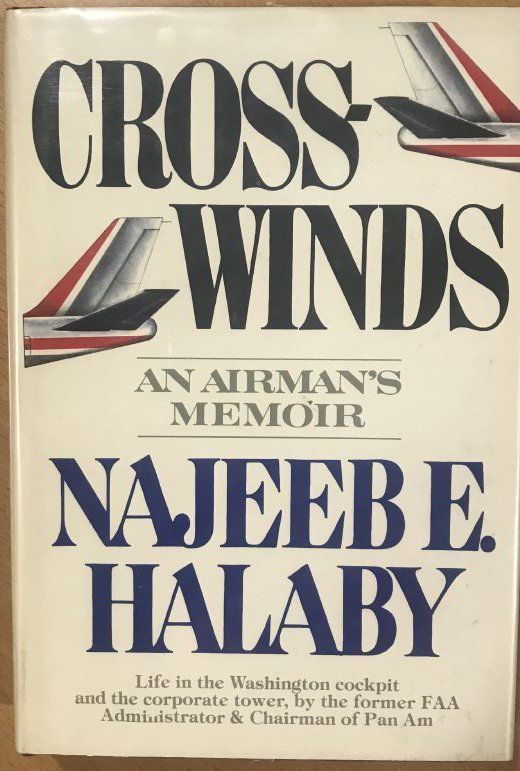 CROSS-
WINDS
AN AIRMAN'S
MEMOIR
NAJEEB E.
HALABY
Life in the Washington cockpit
and the corporate tower, by the former FAA
Administrator & Chairman of Pan Am